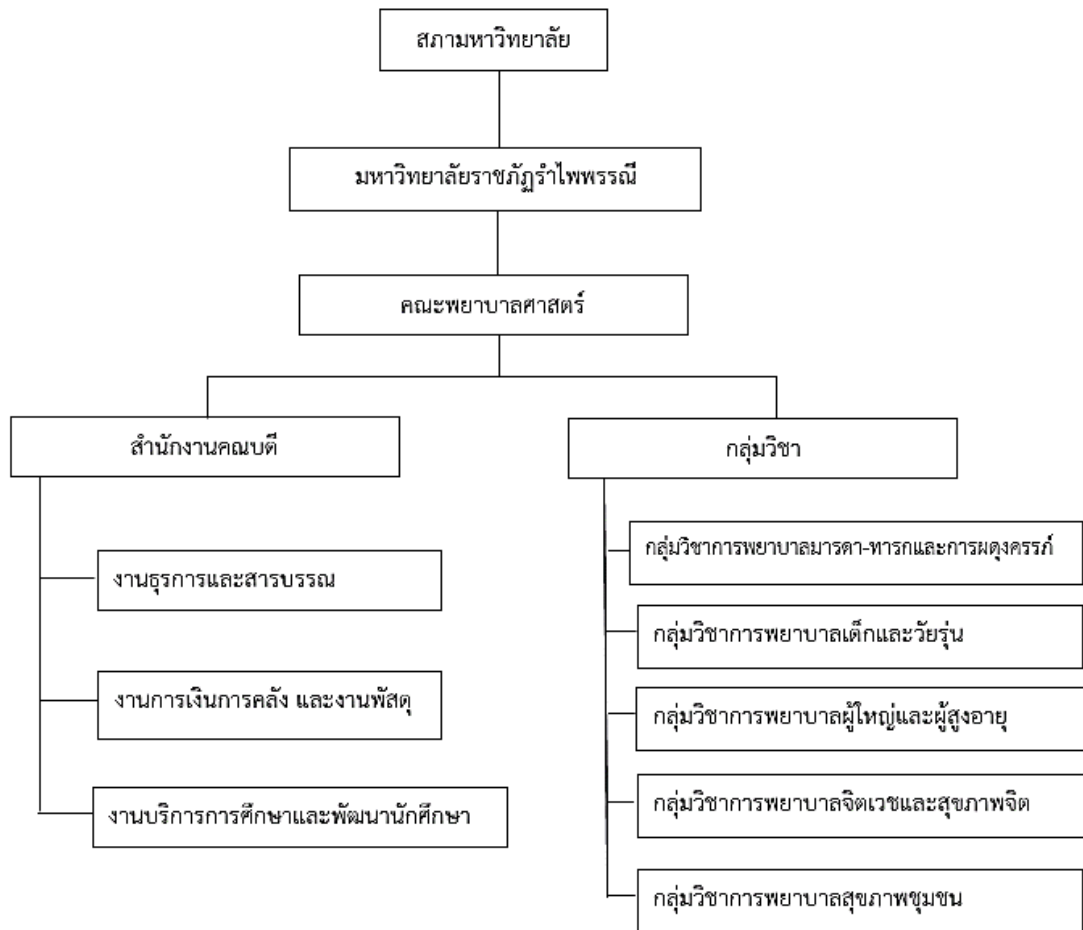 สภามหาวิทยาลัย
มหาวิทยาลัยราชภัฏรำไพพรรณี
คณะพยาบาลศาสตร์
สำนักงานคณบดี
งานธุรการและสารบรรณ
งานการเงินการคลัง และงานพัสดุ
งานบริการการศึกษาและพัฒนานักศึกษา
กลุ่มวิชา
กลุ่มวิชาการพยาบาลมารดา-ทารกและการผดุงครรภ์
กลุ่มวิชาการพยาบาลเด็กและวัยรุ่น
กลุ่มวิชาการพยาบาลผู้ใหญ่และผู้สูงอายุ
กลุ่มวิชาการพยาบาลจิตเวชและสุขภาพจิต
กลุ่มวิชาการพยาบาลสุขภาพชุมชน